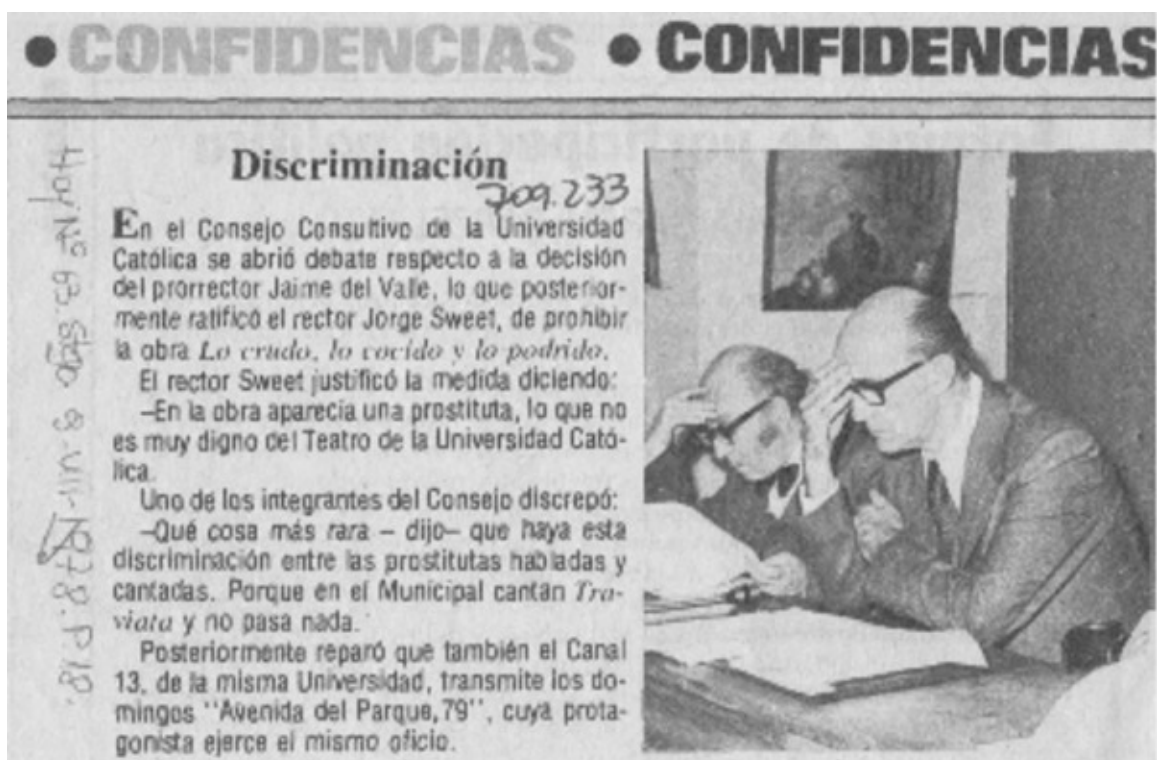 • CONFIDENCIAS • CONFIDENCIAS
Discriminación
709.233
En el Consejo Consultivo de la Universidad
Católica se abrió debate respecto a la decisión
del prorrector Jaime del Valle, lo que posterior-
mente ratificó el rector Jorge Sweet, de prohibir
la obra Lo crudo, lo cocido y lo podrido.
El rector Sweet justificó la medida diciendo:
—En la obra aparecía una prostituta, lo que no
es muy digno del Teatro de la Universidad Cató-
lica.
Uno de los integrantes del Consejo discrepó:
—Qué cosa más rara — dijo— que haya esta
discriminación entre las prostitutas habladas y
cantadas. Porque en el Municipal cantan Tra-
viata y no pasa nada.
Posteriormente reparó que también el Canal
13, de la misma Universidad, transmite los do-
mingos "Avenida del Parque, 79", cuya prota-
gonista ejerce el mismo oficio.
Hoy Nº 63. Stgo 9-VIII-1978. P.18.